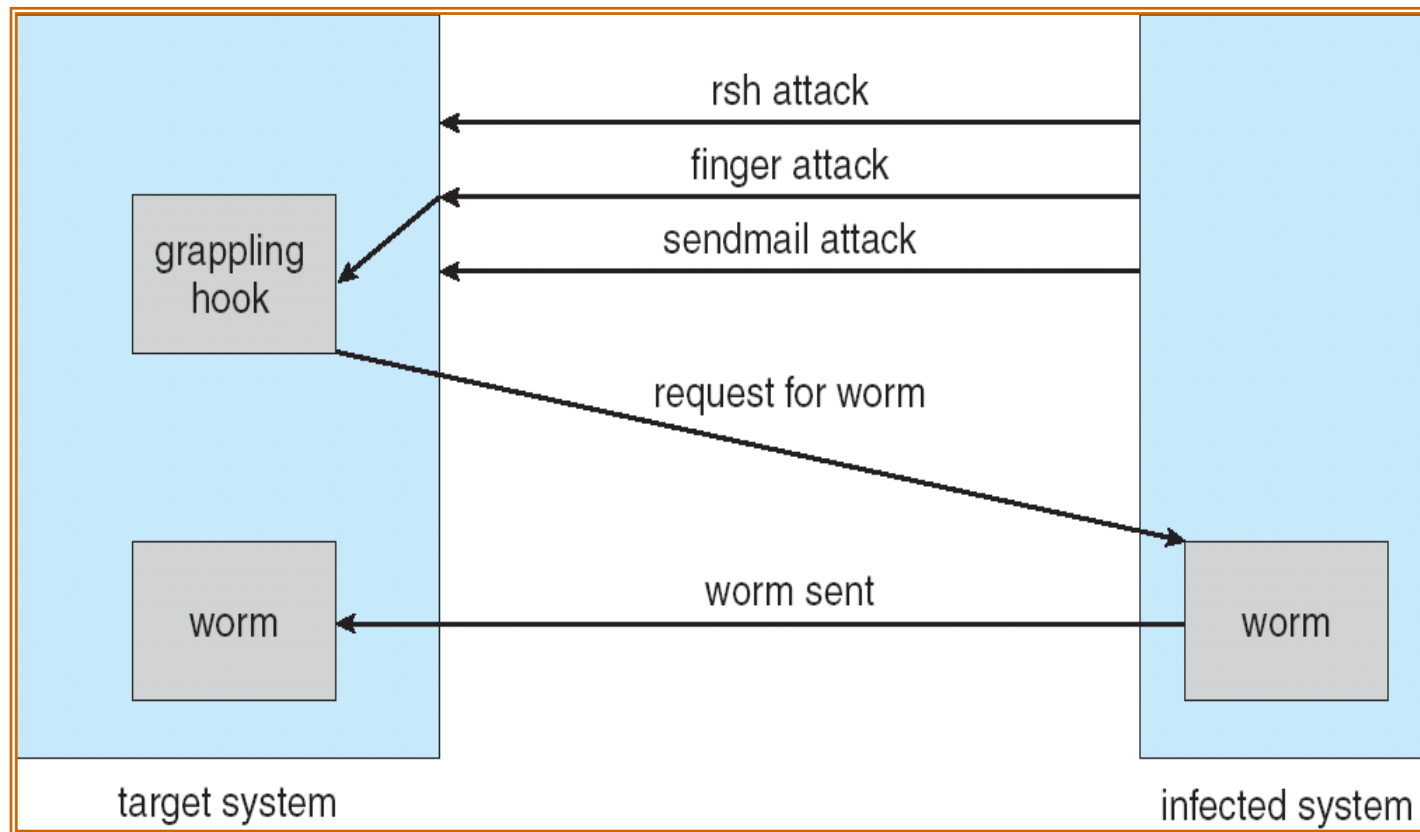 rsh attack
finger attack
sendmail attack
grappling
hook
request for worm
worm sent
worm
worm
target system
infected system